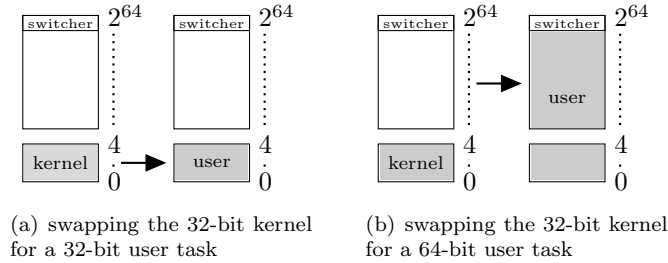 switcher 2^64 switcher 2^64 switcher 2^64 switcher 2^64
user
4 4 4 4
kernel user kernel
0 0 0 0
(a) swapping the 32-bit kernel
for a 32-bit user task
(b) swapping the 32-bit kernel
for a 64-bit user task